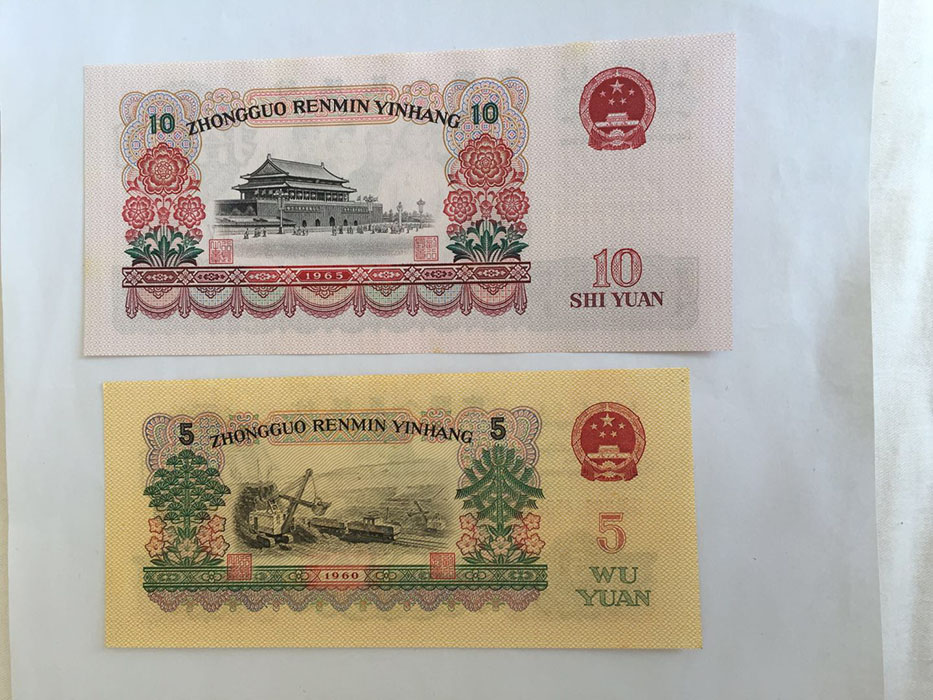 10 ZHONGGUO RENMIN YINHANG 10
1965
10
SHI YUAN
5 ZHONGGUO RENMIN YINHANG 5
1960
5
WU
YUAN